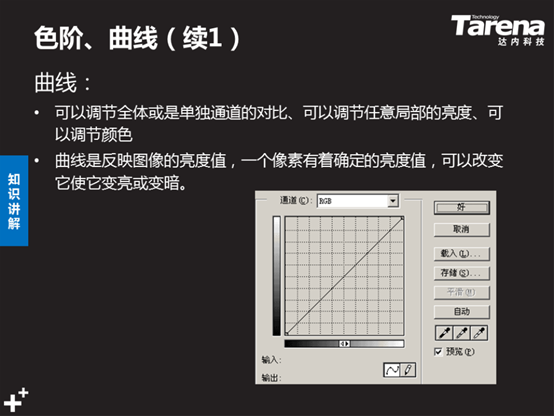 色阶、曲线（续1）
Technology
Tarena
达内科技
曲线：
• 可以调节全体或是单独通道的对比、可以调节任意局部的亮度、可
以调节颜色
• 曲线是反映图像的亮度值，一个像素有着确定的亮度值，可以改变
它使它变亮或变暗。
知识讲解
通道(C): RGB
好
取消
载入(L)...
存储(S)...
平滑(M)
自动
预览(P)
输入:
输出: